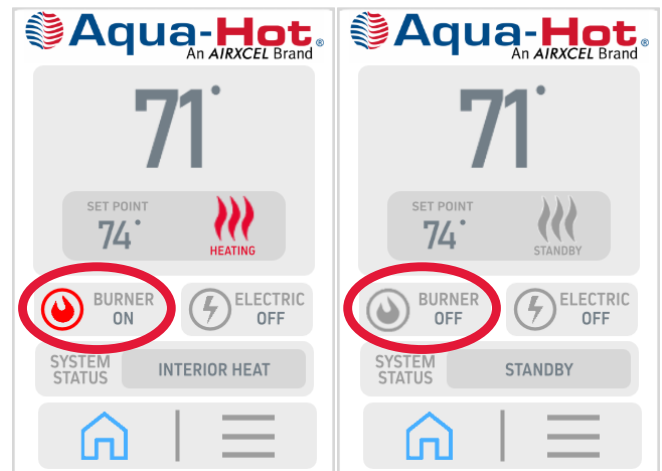 Aqua-Hot®
An AIRXCEL Brand
71°
SET POINT
74°
HEATING
BURNER
ON
ELECTRIC
OFF
SYSTEM
STATUS
INTERIOR HEAT
Aqua-Hot®
An AIRXCEL Brand
71°
SET POINT
74°
STANDBY
BURNER
OFF
ELECTRIC
OFF
SYSTEM
STATUS
STANDBY